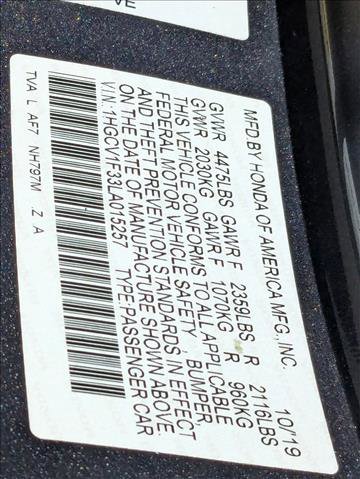 VE
MFD.BY HONDA OF AMERICA MFG., INC. 10/'19
GVWR 4475LBS GAWR F 2359LBS R 2116LBS
GVWR 2030KG GAWR F 1070KG R 960KG
THIS VEHICLE CONFORMS TO ALL APPLICABLE
FEDERAL MOTOR VEHICLE SAFETY, BUMPER,
AND THEFT PREVENTION STANDARDS IN EFFECT
ON THE DATE OF MANUFACTURE SHOWN ABOVE.
V.I.N.:1HGCV1F33LA015257 TYPE:PASSENGER CAR
TVA L AF7 NH797M Z A